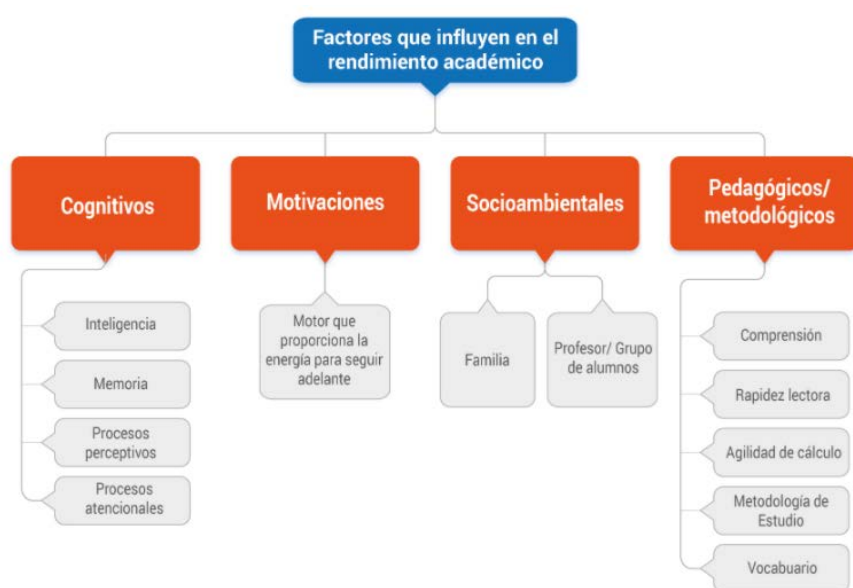 Factores que influyen en el
rendimiento académico
Cognitivos
Inteligencia
Memoria
Procesos
perceptivos
Procesos
atencionales
Motivaciones
Motor que
proporciona la
energía para seguir
adelante
Socioambientales
Familia
Profesor/ Grupo
de alumnos
Pedagógicos/
metodológicos
Comprensión
Rapidez lectora
Agilidad de cálculo
Metodología de
Estudio
Vocabuario